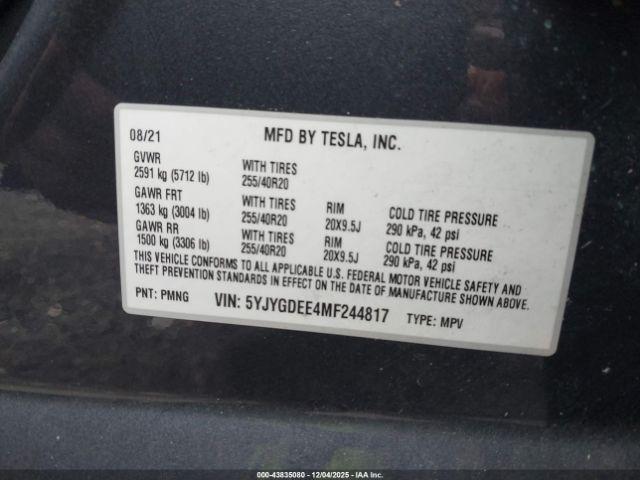 08/21 MFD BY TESLA, INC.
GVWR
2591 kg (5712 lb) WITH TIRES 255/40R20
GAWR FRT
1363 kg (3004 lb) WITH TIRES 255/40R20 RIM 20X9.5J COLD TIRE PRESSURE 290 kPa, 42 psi
GAWR RR
1500 kg (3306 lb) WITH TIRES 255/40R20 RIM 20X9.5J COLD TIRE PRESSURE 290 kPa, 42 psi
THIS VEHICLE CONFORMS TO ALL APPLICABLE U.S. FEDERAL MOTOR VEHICLE SAFETY AND
THEFT PREVENTION STANDARDS IN EFFECT ON THE DATE OF MANUFACTURE SHOWN ABOVE.
PNT: PMNG VIN: 5YJYGDEE4MF244817 TYPE: MPV
000-43835080 - 12/04/2025 - IAA Inc.